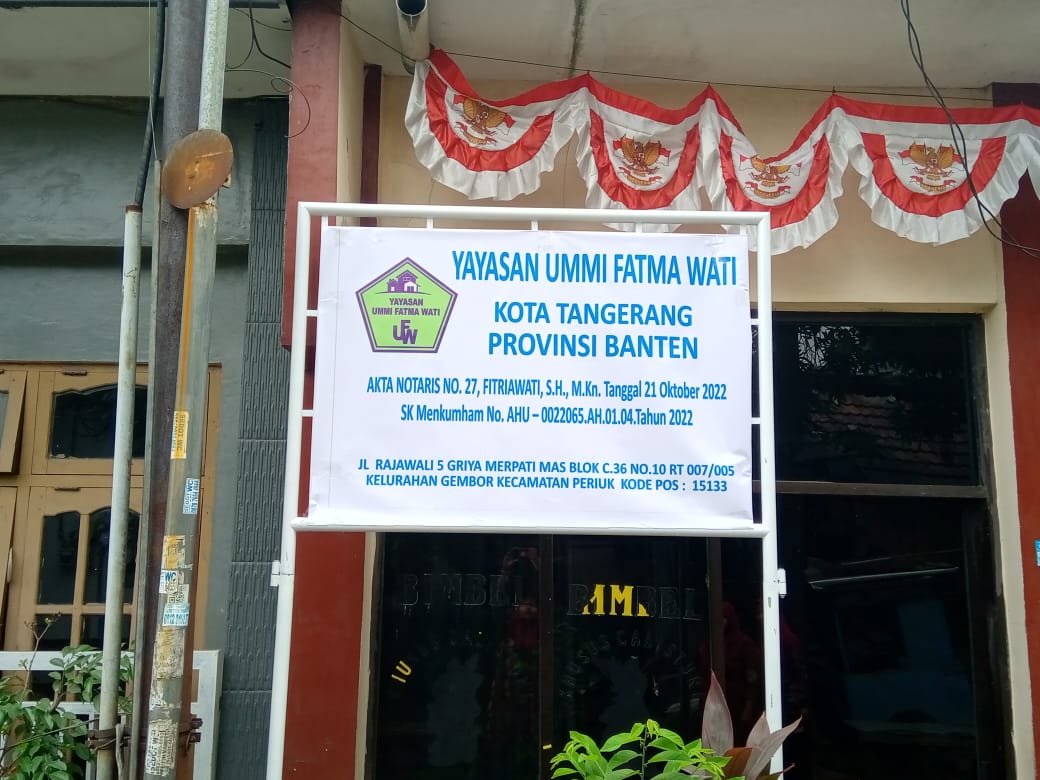 YAYASAN UMMI FATMA WATI
KOTA TANGERANG
PROVINSI BANTEN
YAYASAN
UMMI FATMA WATI
UFW
AKTA NOTARIS NO. 27, FITRIAWATI, S.H., M.Kn. Tanggal 21 Oktober 2022
SK Menkumham No. AHU – 0022065.AH.01.04.Tahun 2022
JL RAJAWALI 5 GRIYA MERPATI MAS BLOK C.36 NO.10 RT 007/005
KELURAHAN GEMBOR KECAMATAN PERIUK KODE POS : 15133
BIMBEL
BIMBEL